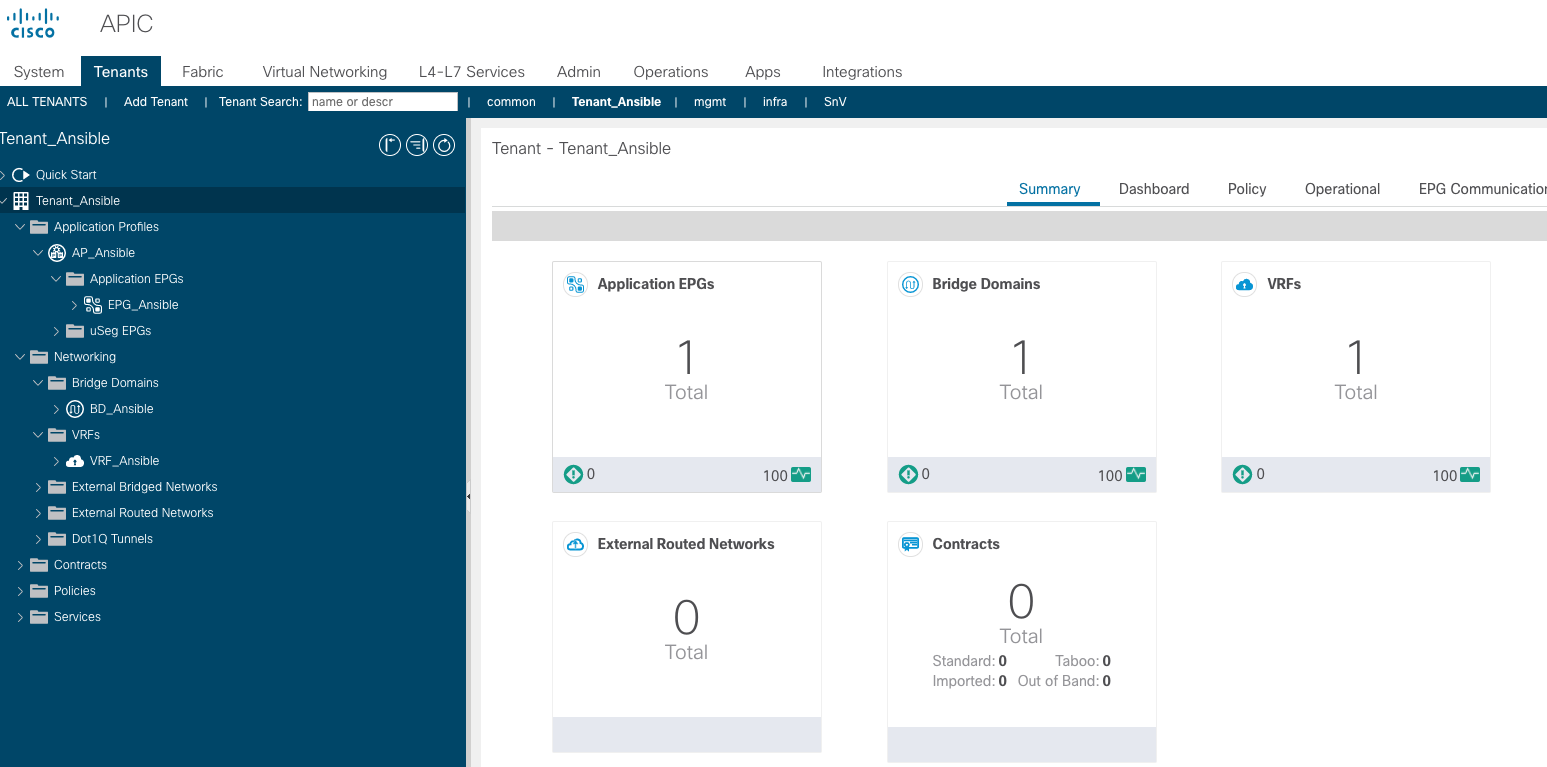 CISCO
APIC
System Tenants Fabric Virtual Networking L4-L7 Services Admin Operations Apps Integrations
ALL TENANTS | Add Tenant | Tenant Search: name or descr | common | Tenant_Ansible | mgmt | infra | SnV
Tenant_Ansible
Quick Start
Tenant_Ansible
Application Profiles
AP_Ansible
Application EPGs
EPG_Ansible
uSeg EPGs
Networking
Bridge Domains
BD_Ansible
VRFs
VRF_Ansible
External Bridged Networks
External Routed Networks
Dot1Q Tunnels
Contracts
Policies
Services
Tenant - Tenant_Ansible
Summary Dashboard Policy Operational EPG Communication
Application EPGs
1
Total
0 100
Bridge Domains
1
Total
0 100
VRFs
1
Total
0 100
External Routed Networks
0
Total
Contracts
0
Total
Standard: 0 Taboo: 0
Imported: 0 Out of Band: 0